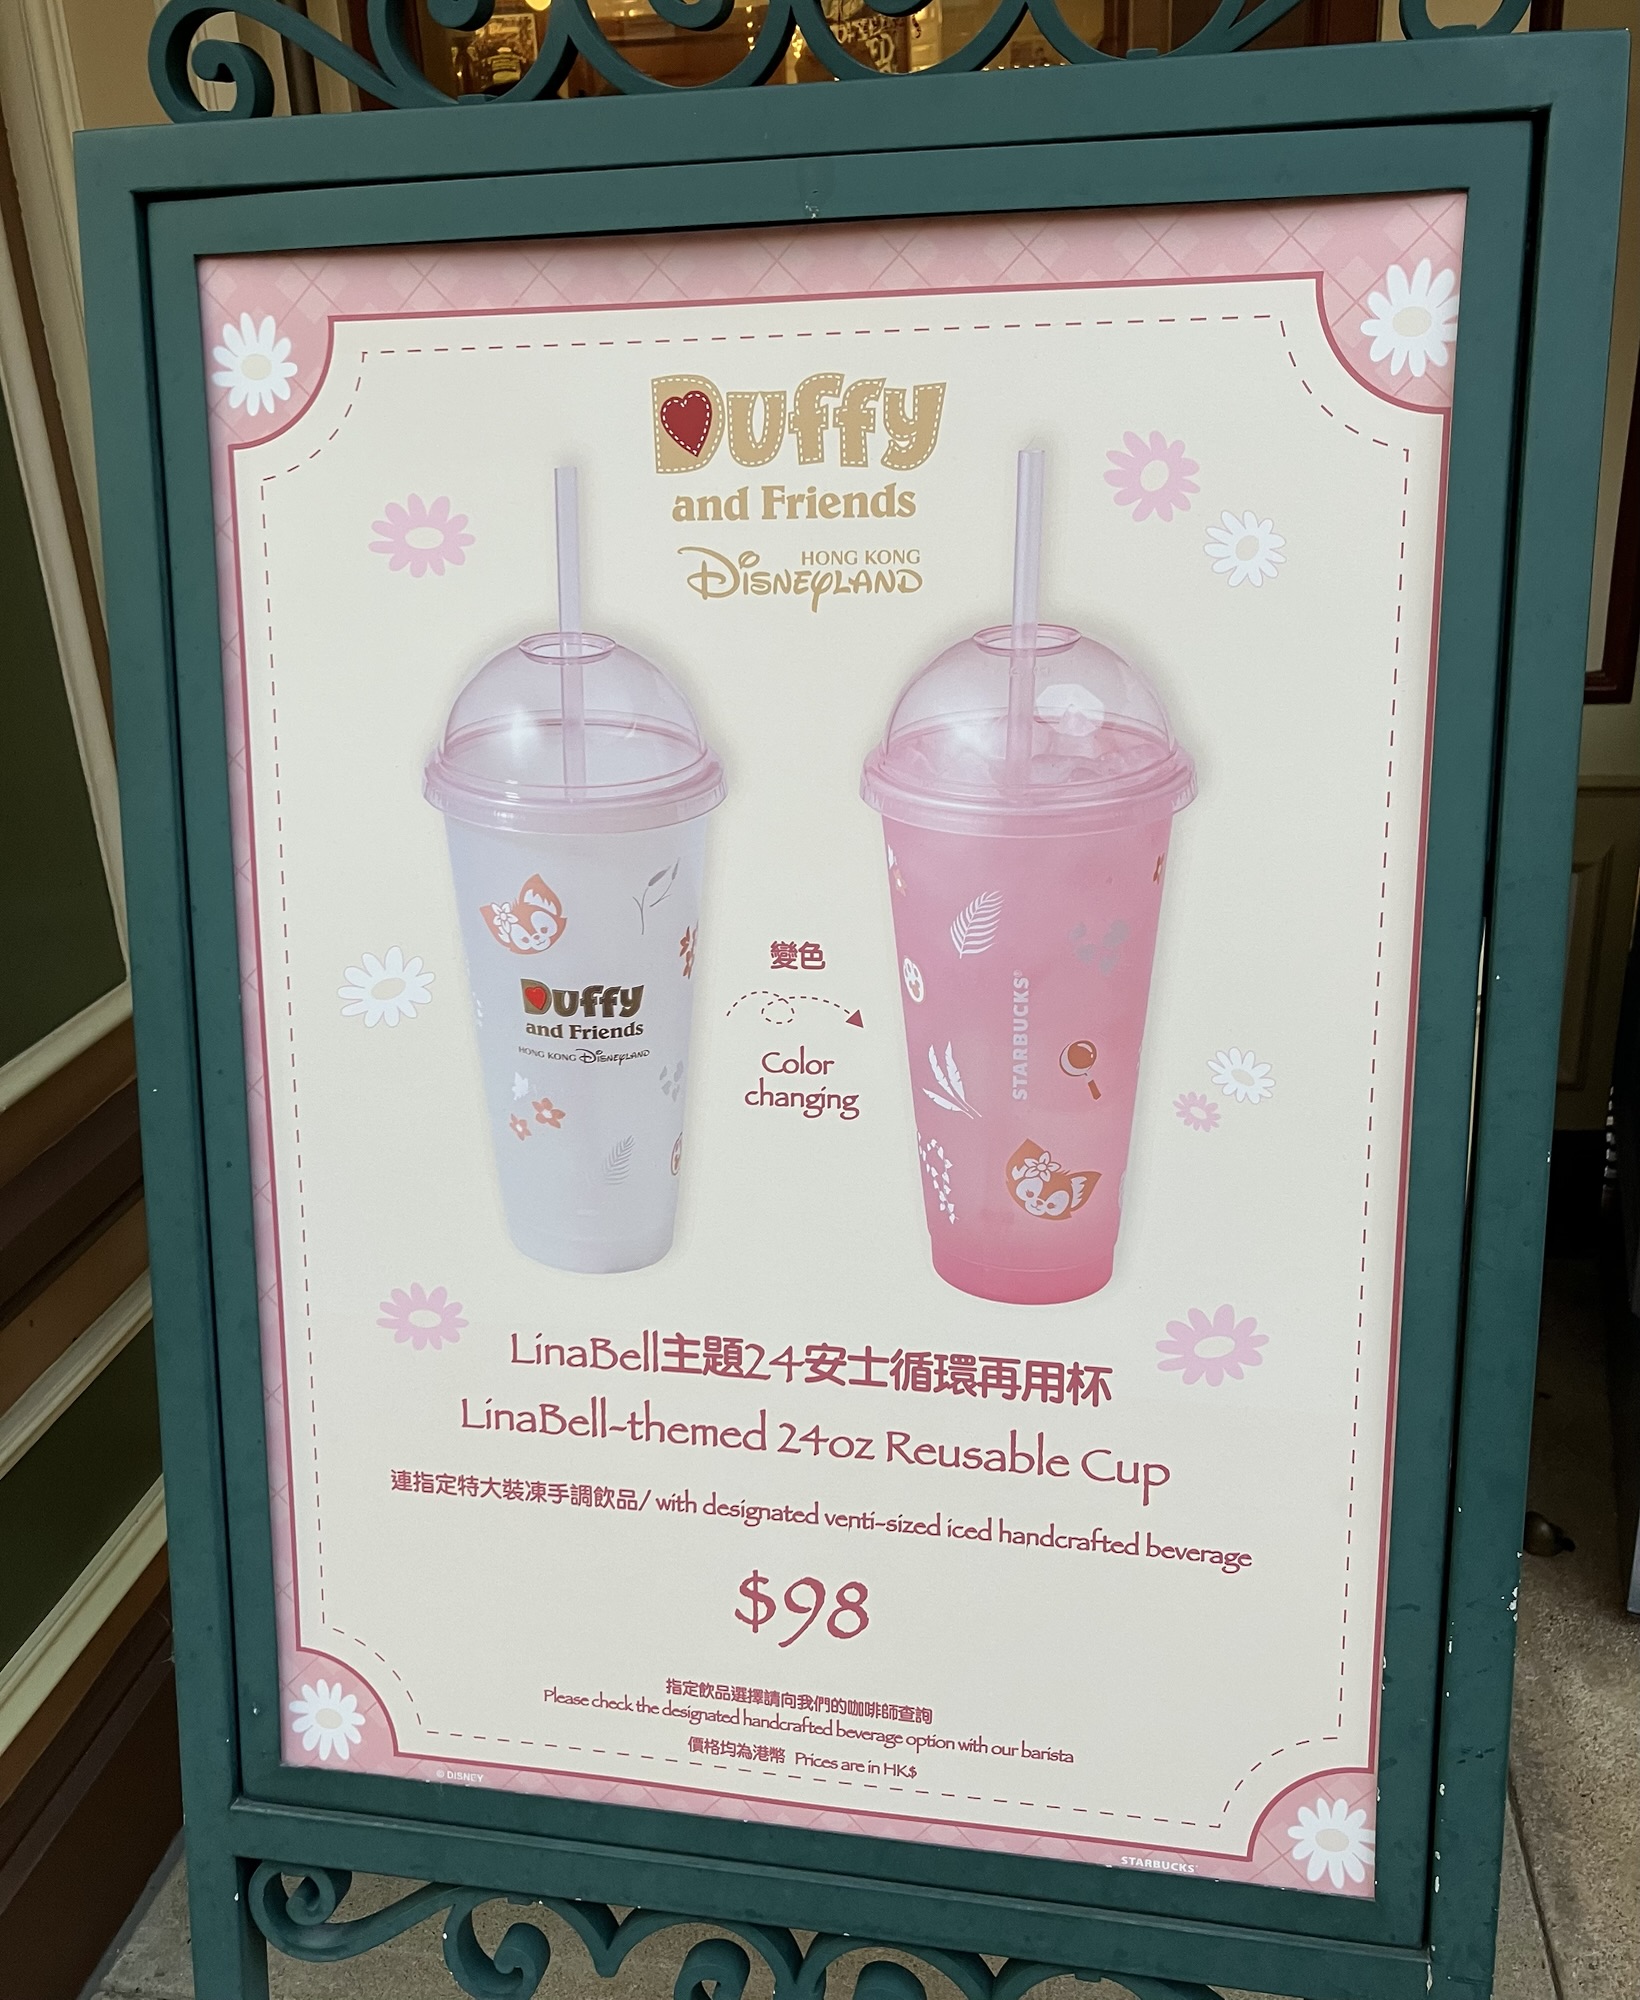 Duffy
and Friends
HONG KONG
DISNEYLAND
Duffy
and Friends
HONG KONG DISNEYLAND
變色
Color
changing
STARBUCKS®
LinaBell主題24安士循環再用杯
LinaBell-themed 24oz Reusable Cup
連指定特大裝凍手調飲品/ with designated venti-sized iced handcrafted beverage
$98
指定飲品選擇請向我們的咖啡師查詢
Please check the designated handcrafted beverage option with our barista
價格均為港幣 Prices are in HK$
© DISNEY
STARBUCKS